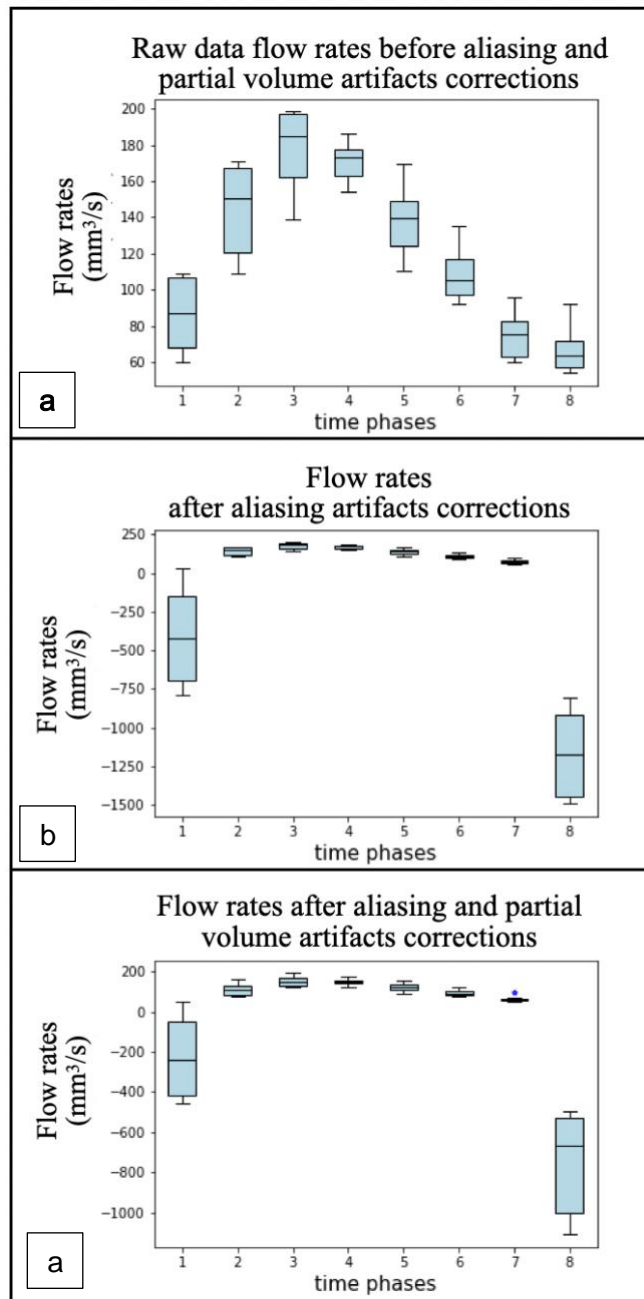 Raw data flow rates before aliasing and
partial volume artifacts corrections
Flow rates
(mm³/s)
200
180
160
140
120
100
80
60
1 2 3 4 5 6 7 8
time phases
a
Flow rates
after aliasing artifacts corrections
Flow rates
(mm³/s)
250
0
−250
−500
−750
−1000
−1250
−1500
1 2 3 4 5 6 7 8
time phases
b
Flow rates after aliasing and partial
volume artifacts corrections
Flow rates
(mm³/s)
200
0
−200
−400
−600
−800
−1000
1 2 3 4 5 6 7 8
time phases
a